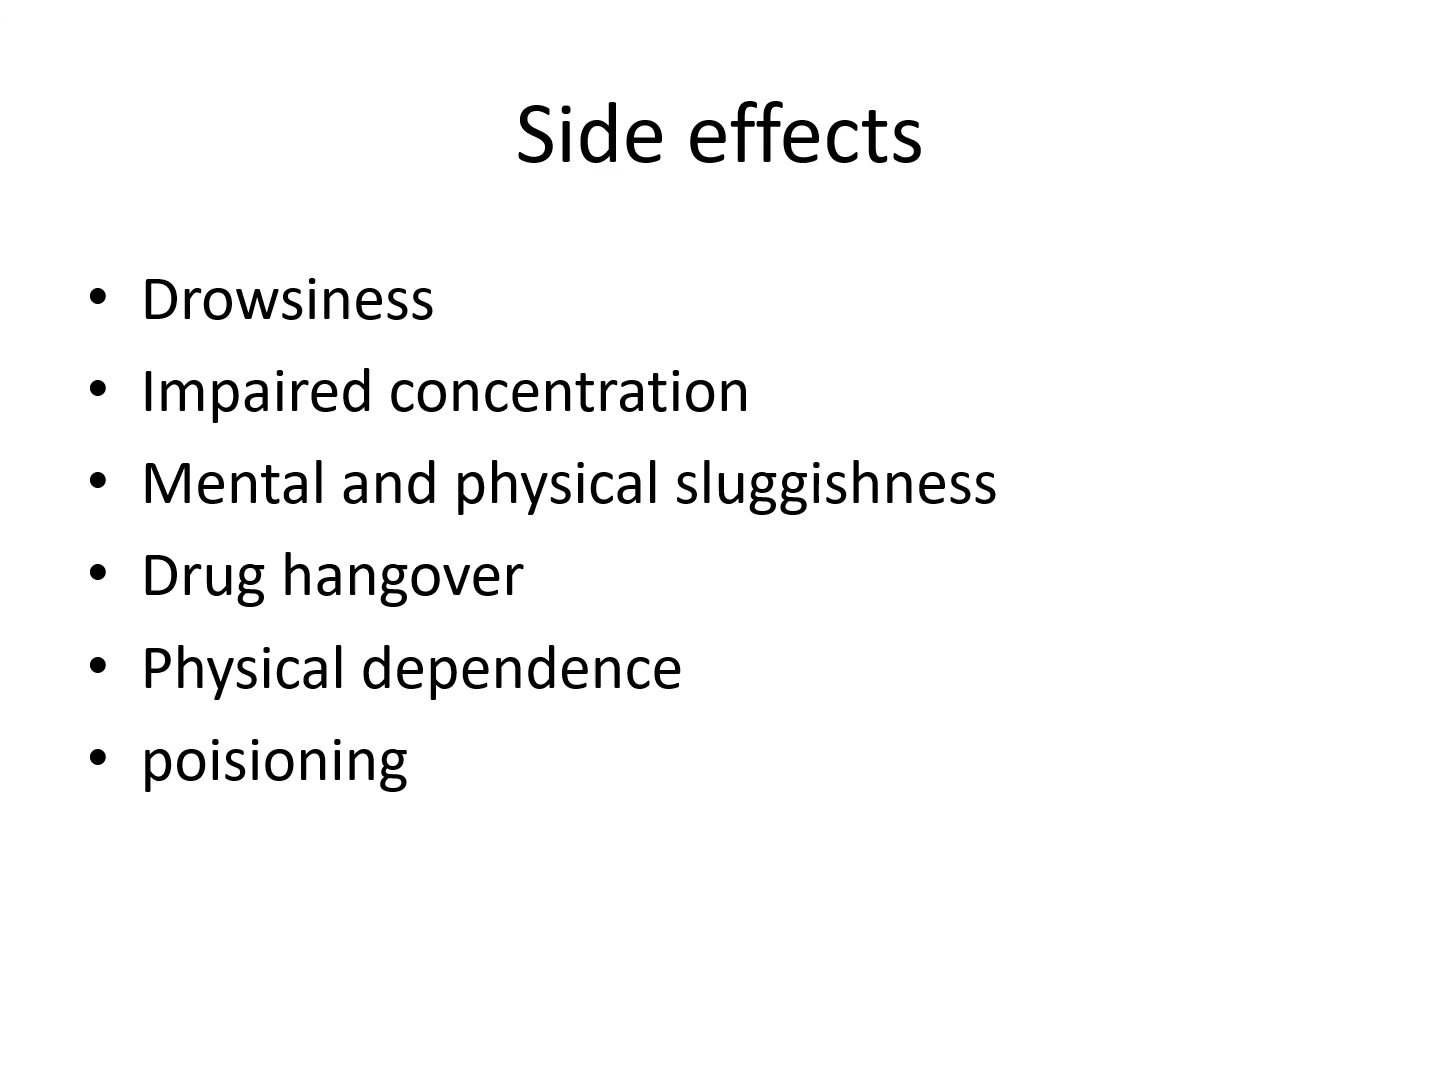 Side effects
• Drowsiness
• Impaired concentration
• Mental and physical sluggishness
• Drug hangover
• Physical dependence
• poisioning